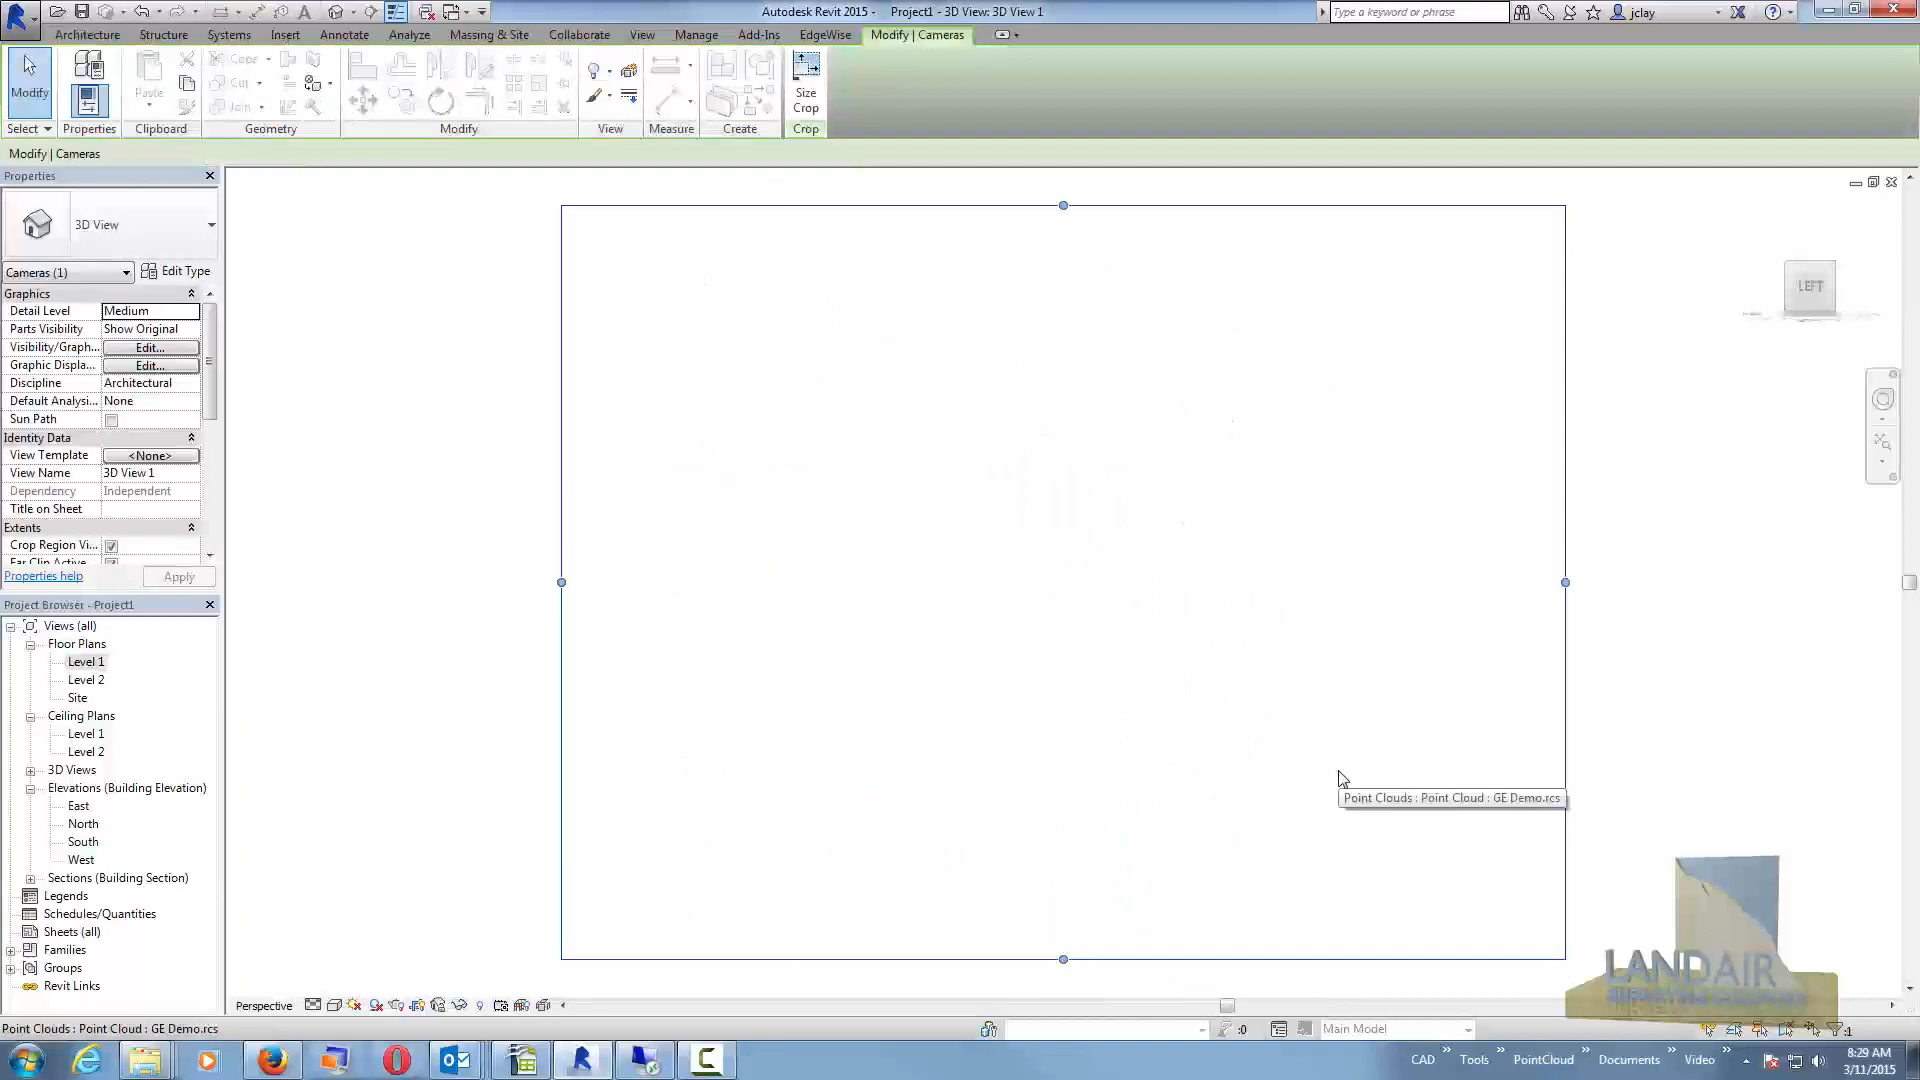 Autodesk Revit 2015 - Project1 - 3D View: 3D View 1
Type a keyword or phrase
jclay
Architecture Structure Systems Insert Annotate Analyze Massing & Site Collaborate View Manage Add-Ins EdgeWise Modify | Cameras
Modify
Paste
Cope
Cut
Join
Size Crop
Select Properties Clipboard Geometry Modify View Measure Create Crop
Modify | Cameras
Properties
3D View
Cameras (1) Edit Type
Graphics
Detail Level Medium
Parts Visibility Show Original
Visibility/Graph... Edit...
Graphic Displa... Edit...
Discipline Architectural
Default Analysi... None
Sun Path
Identity Data
View Template <None>
View Name 3D View 1
Dependency Independent
Title on Sheet
Extents
Crop Region Vi...
Far Clip Active
Properties help Apply
LEFT
Project Browser - Project1
Views (all)
Floor Plans
Level 1
Level 2
Site
Ceiling Plans
Level 1
Level 2
3D Views
Elevations (Building Elevation)
East
North
South
West
Sections (Building Section)
Legends
Schedules/Quantities
Sheets (all)
Families
Groups
Revit Links
Point Clouds : Point Cloud : GE Demo.rcs
LANDAIR
Perspective
Point Clouds : Point Cloud : GE Demo.rcs
:0
Main Model
:1
CAD Tools PointCloud Documents Video
8:29 AM
3/11/2015